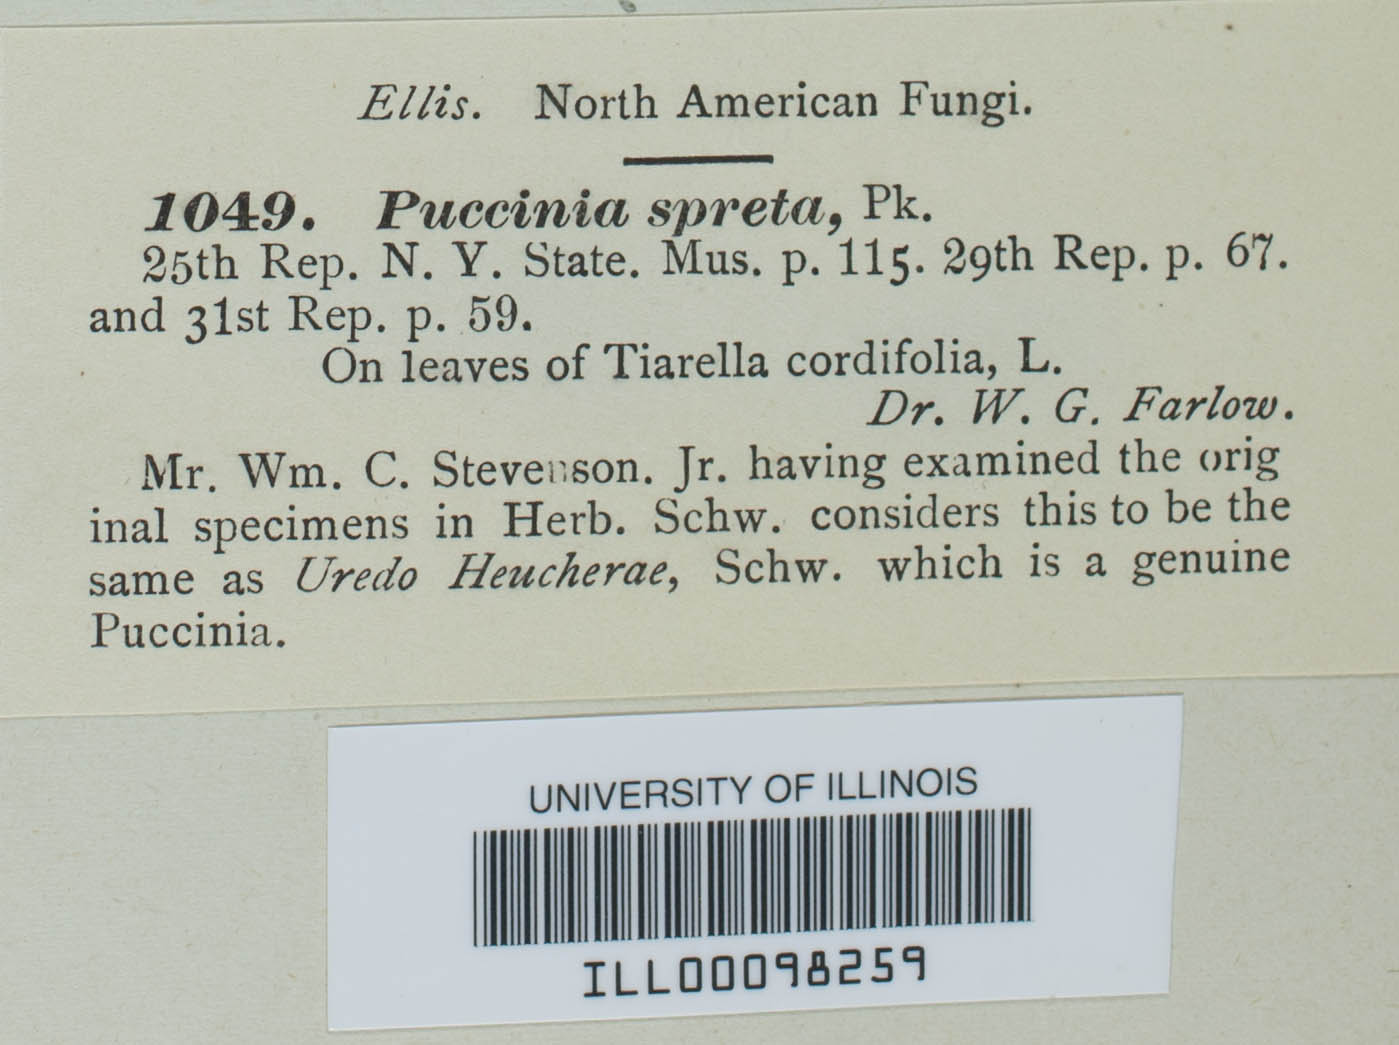 Ellis. North American Fungi.
1049. Puccinia spreta, Pk.
25th Rep. N. Y. State. Mus. p. 115. 29th Rep. p. 67.
and 31st Rep. p. 59.
On leaves of Tiarella cordifolia, L.
Dr. W. G. Farlow.
Mr. Wm. C. Stevenson. Jr. having examined the orig
inal specimens in Herb. Schw. considers this to be the
same as Uredo Heucherae, Schw. which is a genuine
Puccinia.
UNIVERSITY OF ILLINOIS
ILL00098259